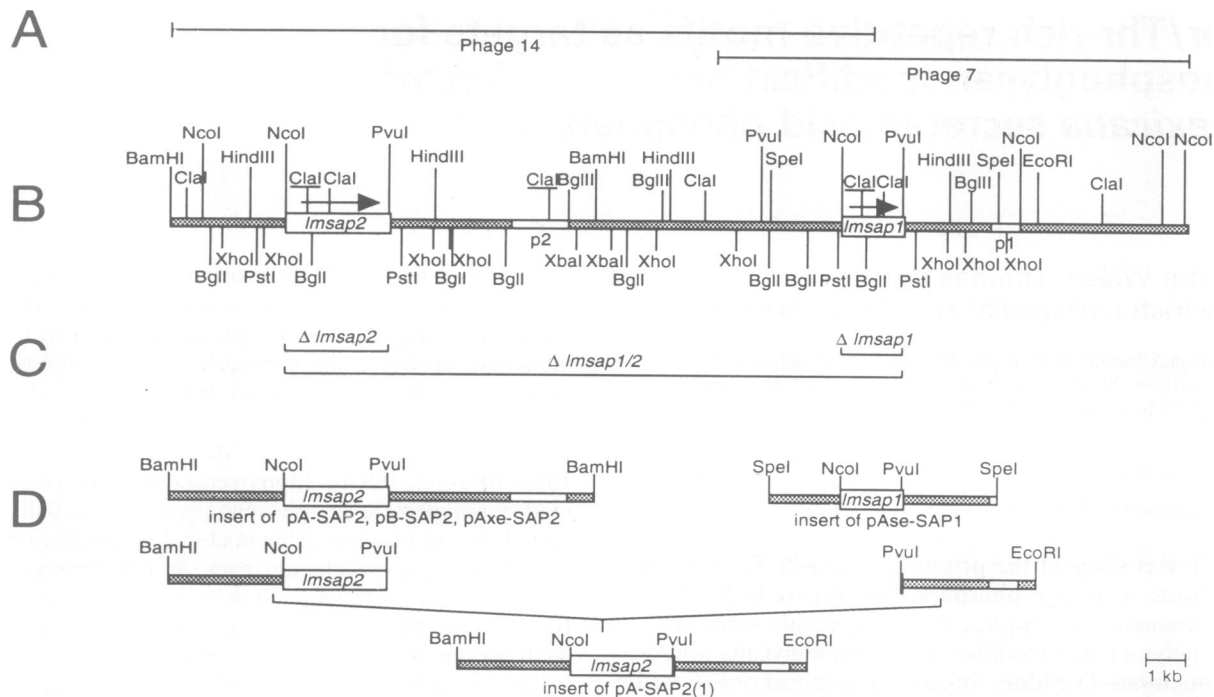 A
Phage 14
Phage 7
B
BamHI ClaI NcoI HindIII NcoI ClaI ClaI PvuI HindIII ClaI BglII BamHI BglII HindIII ClaI PvuI SpeI NcoI ClaI ClaI PvuI HindIII BglII SpeI NcoI EcoRI ClaI NcoI NcoI
lmsap2 p2 lmsap1 p1
BglI XhoI PstI XhoI BglI PstI XhoI BglI XhoI BglI XbaI XbaI BglI XhoI XhoI BglI BglI PstI BglI PstI XhoI XhoI XhoI
C
Δ lmsap2
Δ lmsap1/2
Δ lmsap1
D
BamHI NcoI PvuI BamHI
lmsap2
insert of pA-SAP2, pB-SAP2, pAxe-SAP2
SpeI NcoI PvuI SpeI
lmsap1
insert of pAse-SAP1
BamHI NcoI PvuI
lmsap2
PvuI EcoRI
BamHI NcoI PvuI EcoRI
lmsap2
insert of pA-SAP2(1)
1 kb